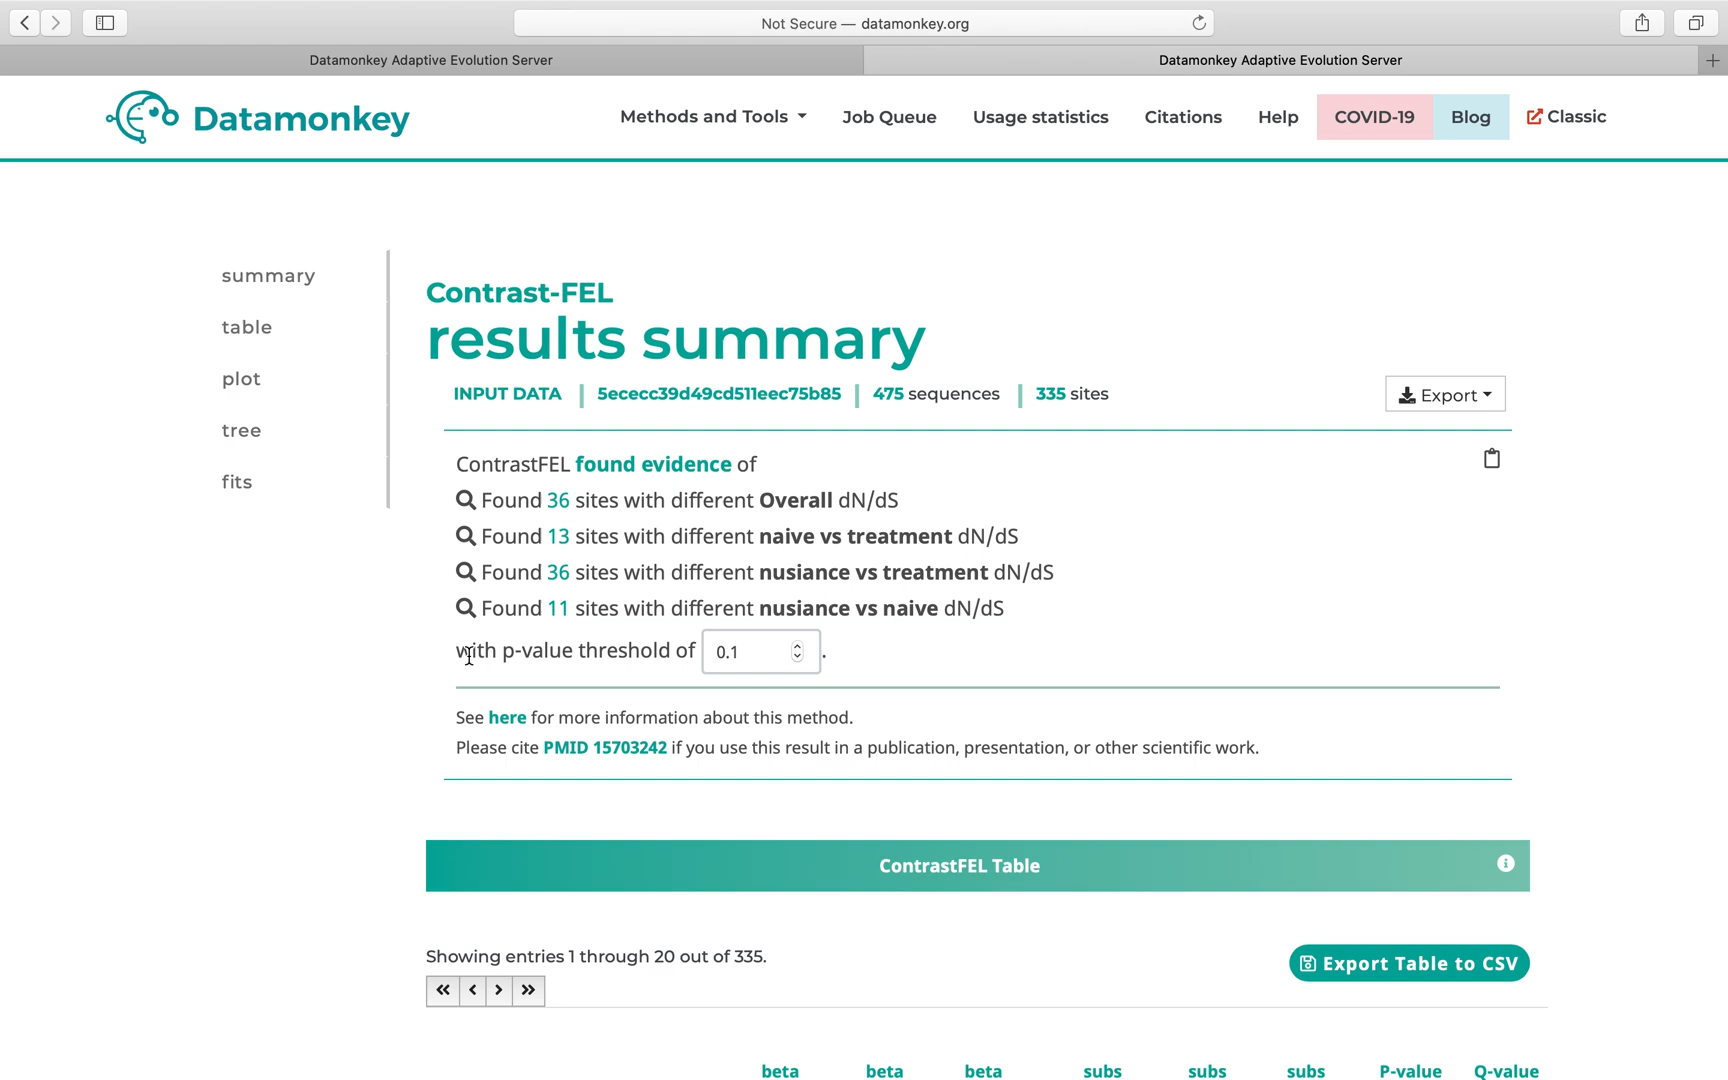 Not Secure — datamonkey.org
Datamonkey Adaptive Evolution Server
Datamonkey Adaptive Evolution Server
Datamonkey
Methods and Tools
Job Queue
Usage statistics
Citations
Help
COVID-19
Blog
Classic
summary
table
plot
tree
fits
Contrast-FEL
results summary
INPUT DATA | 5ececc39d49cd511eec75b85 | 475 sequences | 335 sites
Export
ContrastFEL found evidence of
Found 36 sites with different Overall dN/dS
Found 13 sites with different naive vs treatment dN/dS
Found 36 sites with different nusiance vs treatment dN/dS
Found 11 sites with different nusiance vs naive dN/dS
with p-value threshold of 0.1 .
See here for more information about this method.
Please cite PMID 15703242 if you use this result in a publication, presentation, or other scientific work.
ContrastFEL Table
Showing entries 1 through 20 out of 335.
Export Table to CSV
beta beta beta subs subs subs P-value Q-value